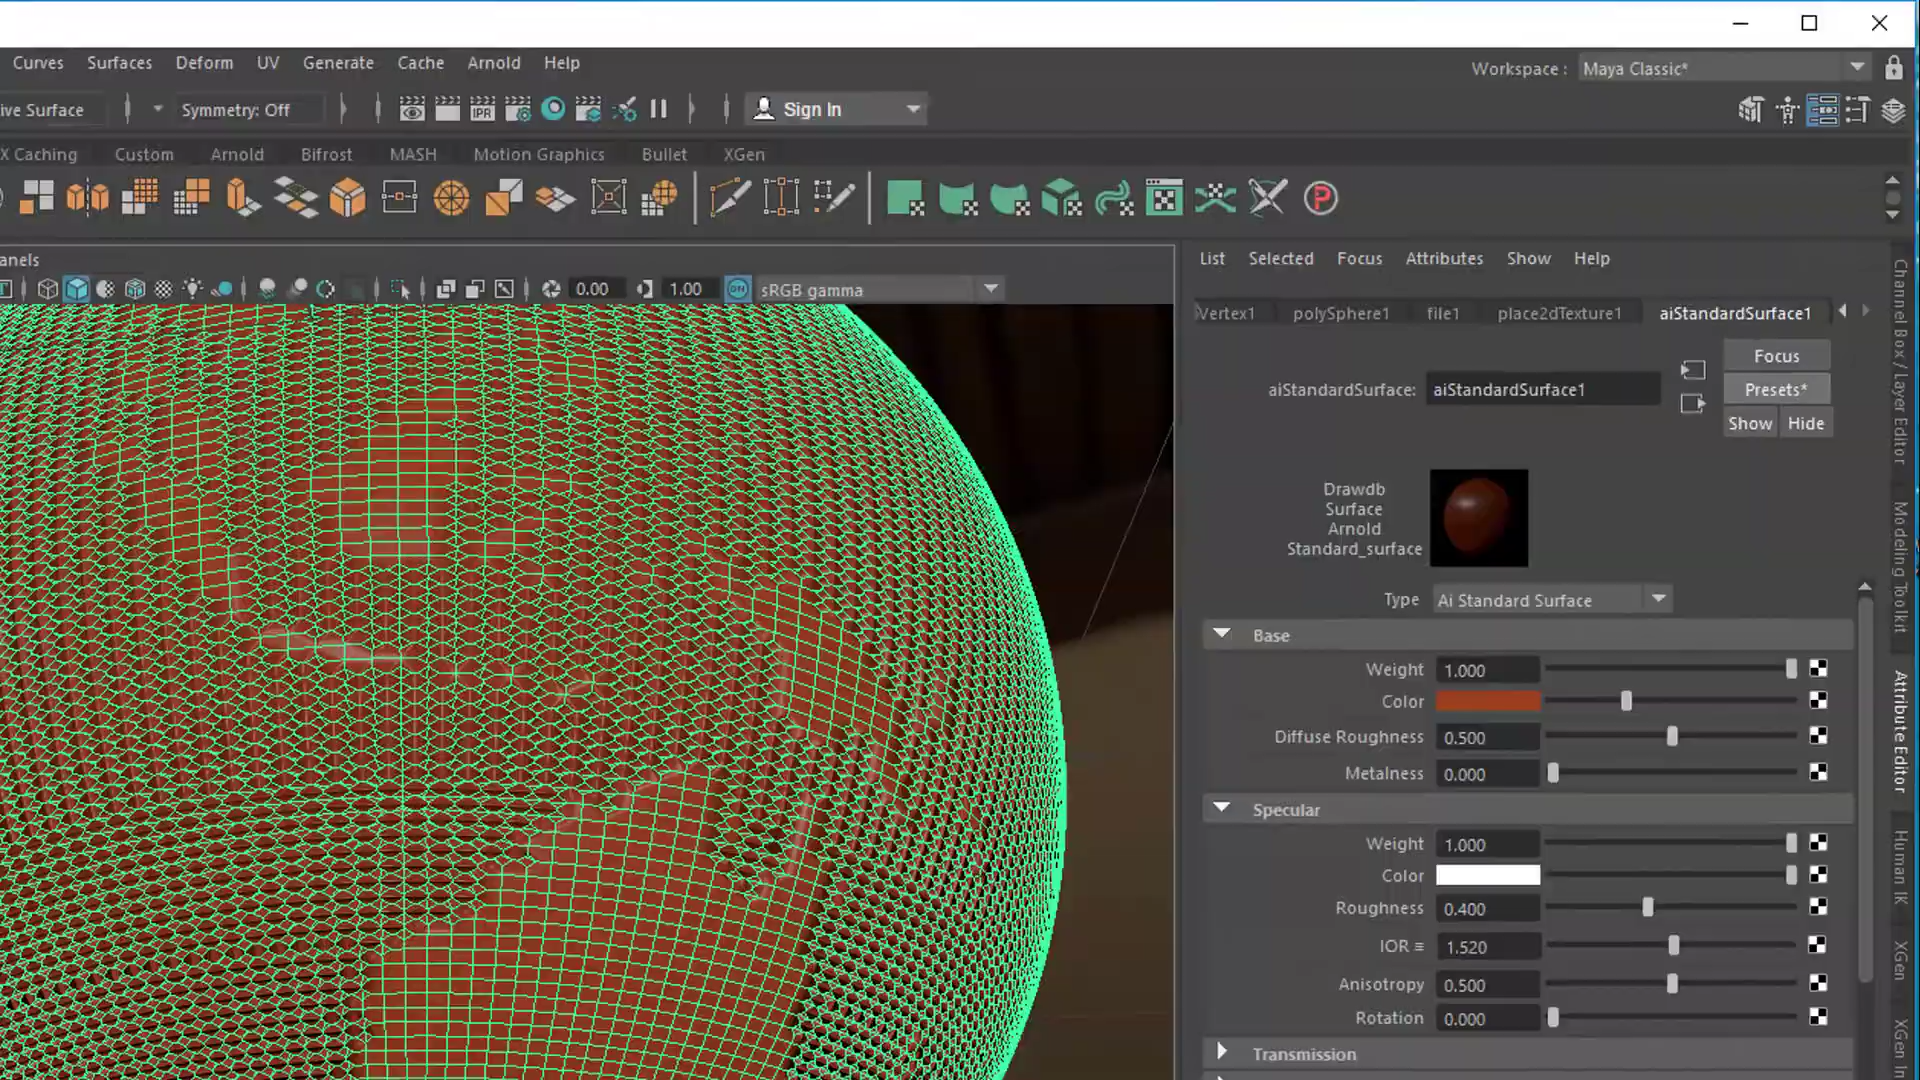 Curves Surfaces Deform UV Generate Cache Arnold Help
Workspace : Maya Classic*
ive Surface Symmetry: Off IPR Sign In
X Caching Custom Arnold Bifrost MASH Motion Graphics Bullet XGen
P
anels
0.00 1.00 ON sRGB gamma
List Selected Focus Attributes Show Help
Vertex1 polySphere1 file1 place2dTexture1 aiStandardSurface1
Focus
aiStandardSurface: aiStandardSurface1 Presets*
Show Hide
Drawdb
Surface
Arnold
Standard_surface
Type Ai Standard Surface
Base
Weight 1.000
Color
Diffuse Roughness 0.500
Metalness 0.000
Specular
Weight 1.000
Color
Roughness 0.400
IOR = 1.520
Anisotropy 0.500
Rotation 0.000
Transmission
Channel Box / Layer Editor
Modeling Toolkit
Attribute Editor
Human IK
XGen
XGen In